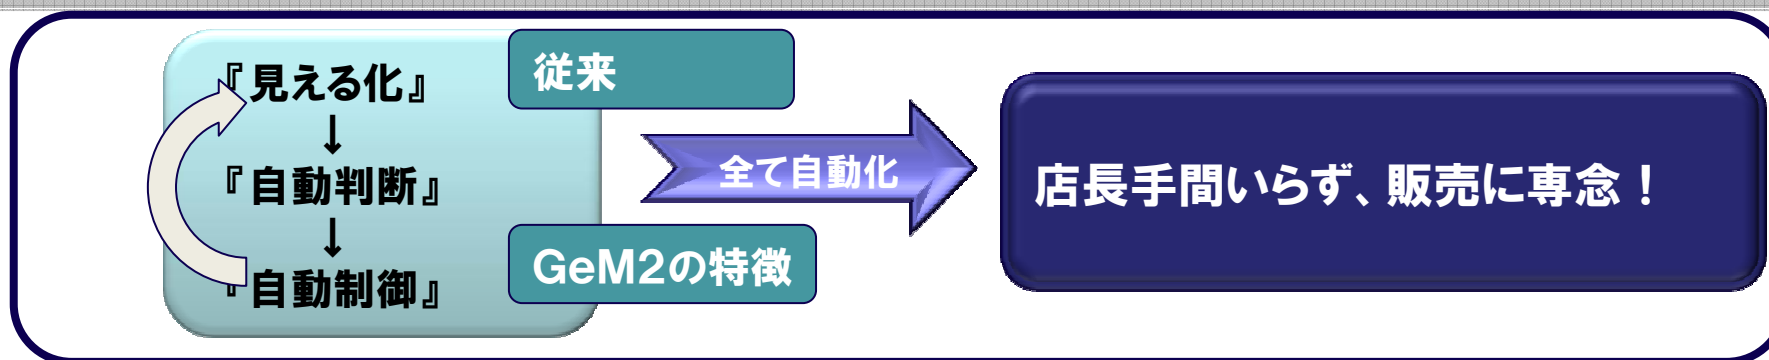 『見える化』
↓
『自動判断』
↓
『自動制御』
従来
GeM2の特徴
全て自動化
店長手間いらず、販売に専念！